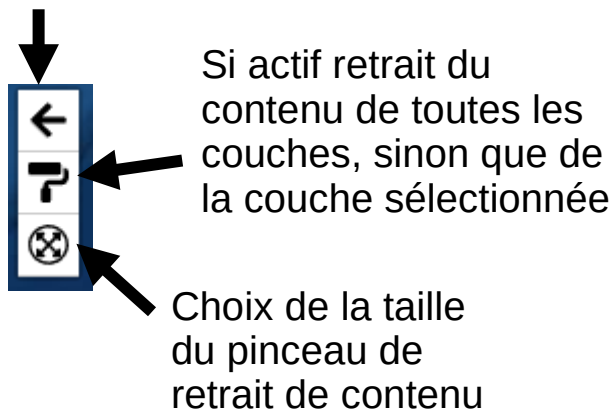 Si actif retrait du
contenu de toutes les
couches, sinon que de
la couche sélectionnée
Choix de la taille
du pinceau de
retrait de contenu